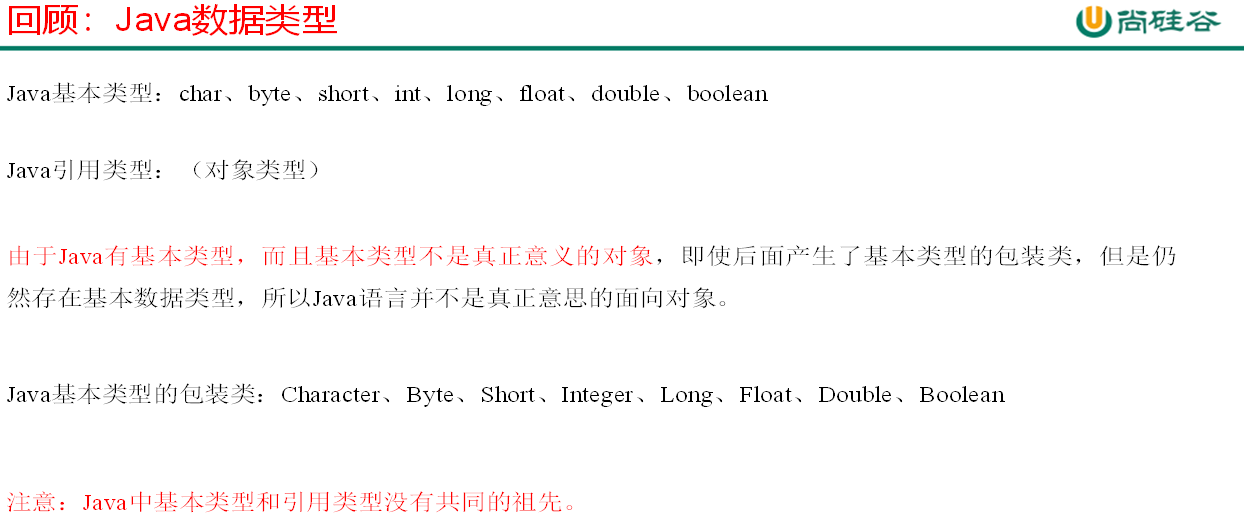 回顾：Java数据类型
尚硅谷
Java基本类型：char、byte、short、int、long、float、double、boolean
Java引用类型：（对象类型）
由于Java有基本类型，而且基本类型不是真正意义的对象，即使后面产生了基本类型的包装类，但是仍
然存在基本数据类型，所以Java语言并不是真正意思的面向对象。
Java基本类型的包装类：Character、Byte、Short、Integer、Long、Float、Double、Boolean
注意：Java中基本类型和引用类型没有共同的祖先。